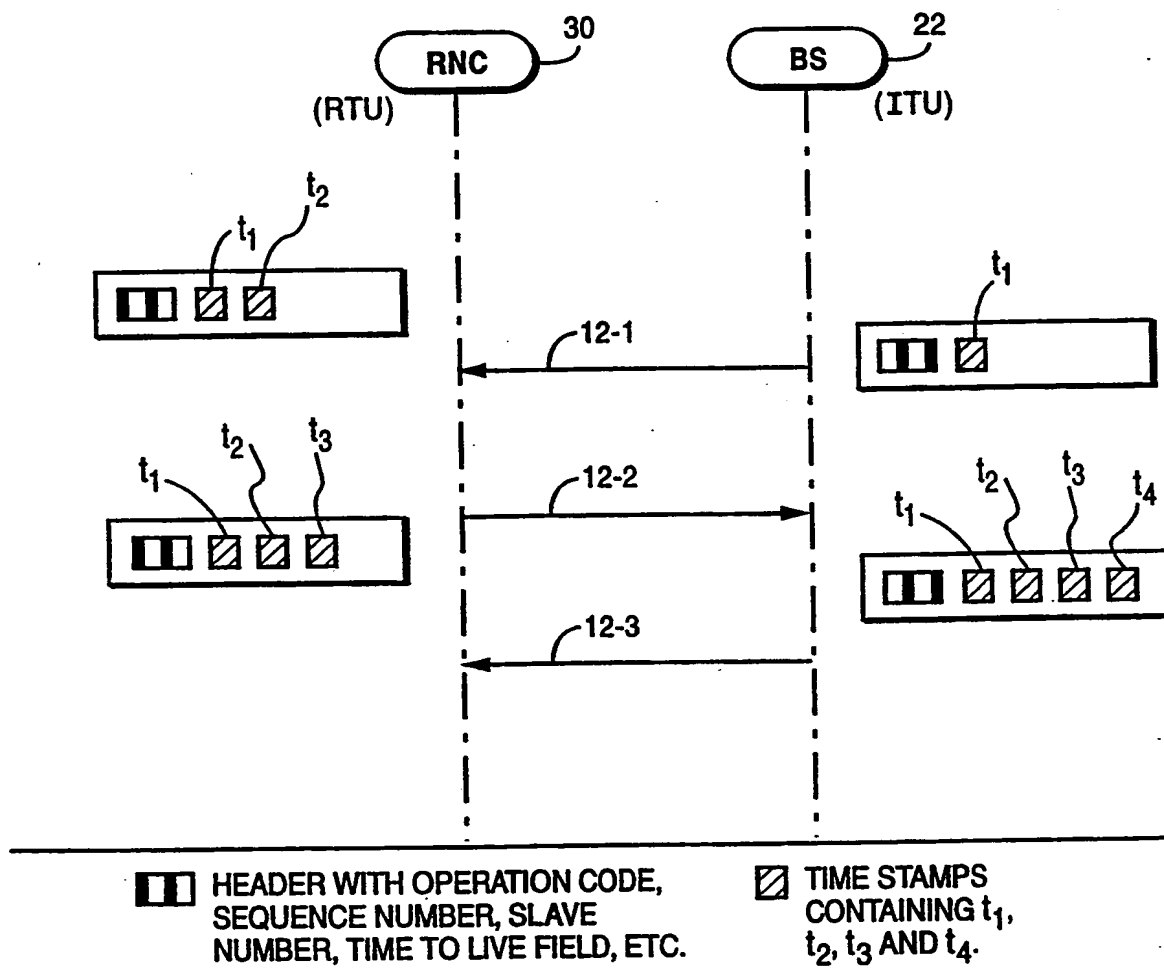 30
22
RNC
BS
(RTU)
(ITU)
t1
t2
t1
12-1
t1
t2
t3
12-2
t1
t2
t3
t4
12-3
HEADER WITH OPERATION CODE,
SEQUENCE NUMBER, SLAVE
NUMBER, TIME TO LIVE FIELD, ETC.
TIME STAMPS
CONTAINING t1,
t2, t3 AND t4.